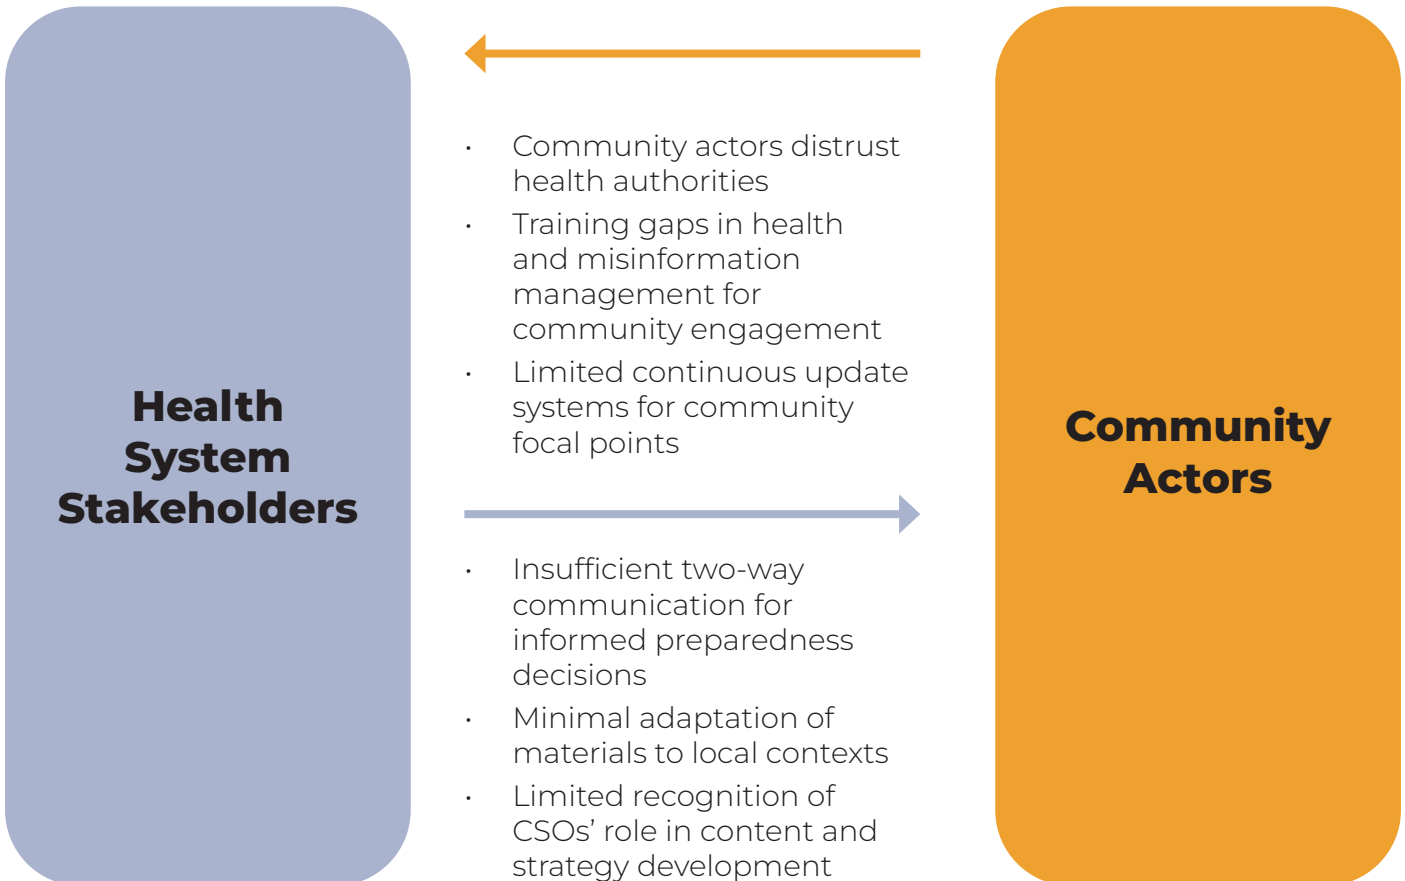 Health
System
Stakeholders
• Community actors distrust
health authorities
• Training gaps in health
and misinformation
management for
community engagement
• Limited continuous update
systems for community
focal points
• Insufficient two-way
communication for
informed preparedness
decisions
• Minimal adaptation of
materials to local contexts
• Limited recognition of
CSOs’ role in content and
strategy development
Community
Actors